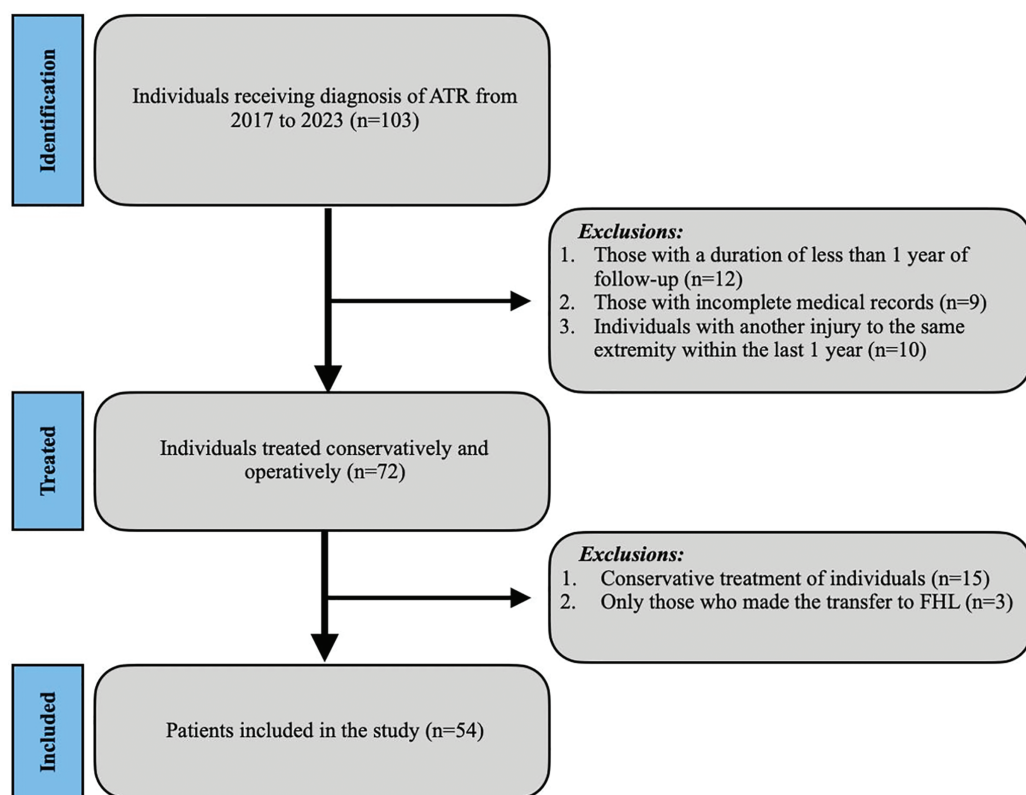 Identification
Individuals receiving diagnosis of ATR from
2017 to 2023 (n=103)
Exclusions:
1. Those with a duration of less than 1 year of
follow-up (n=12)
2. Those with incomplete medical records (n=9)
3. Individuals with another injury to the same
extremity within the last 1 year (n=10)
Treated
Individuals treated conservatively and
operatively (n=72)
Exclusions:
1. Conservative treatment of individuals (n=15)
2. Only those who made the transfer to FHL (n=3)
Included
Patients included in the study (n=54)